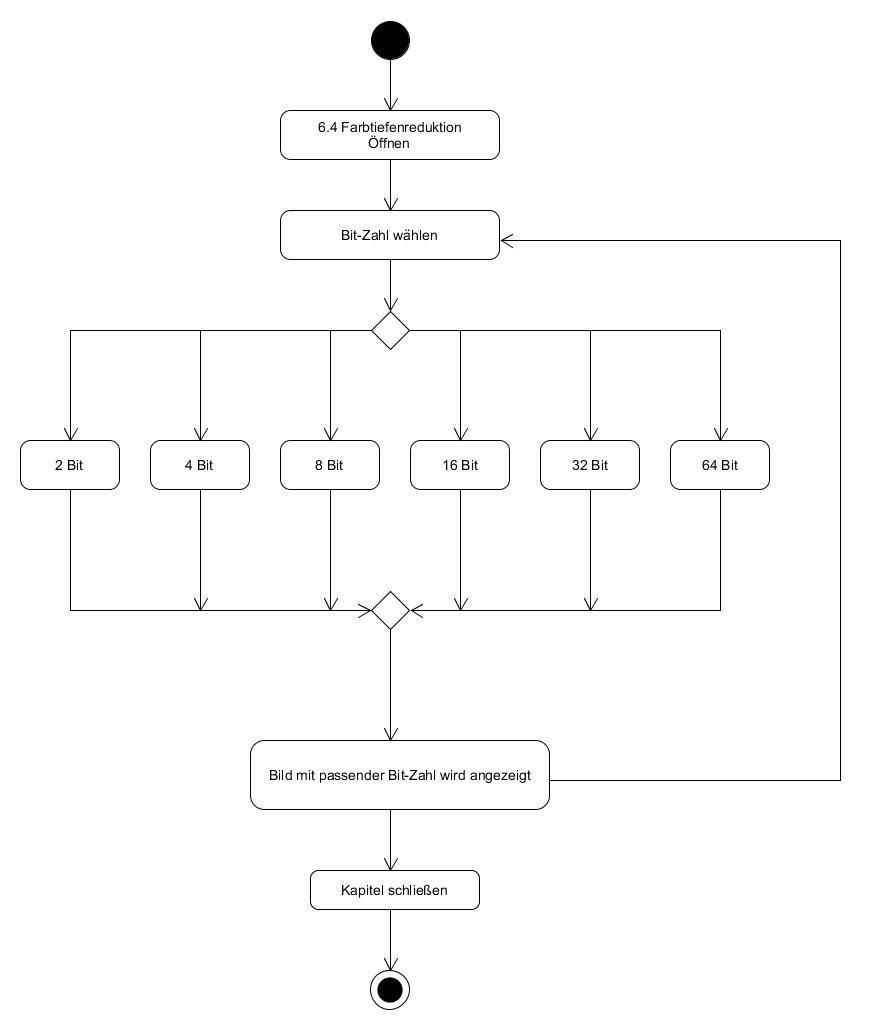 6.4 Farbtiefenreduktion
Öffnen
Bit-Zahl wählen
2 Bit
4 Bit
8 Bit
16 Bit
32 Bit
64 Bit
Bild mit passender Bit-Zahl wird angezeigt
Kapitel schließen